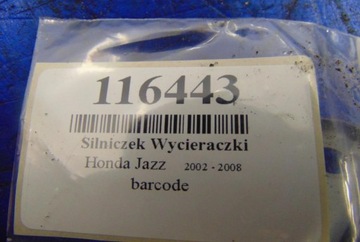 116443
Silniczek Wycieraczki
Honda Jazz 2002 - 2008
barcode